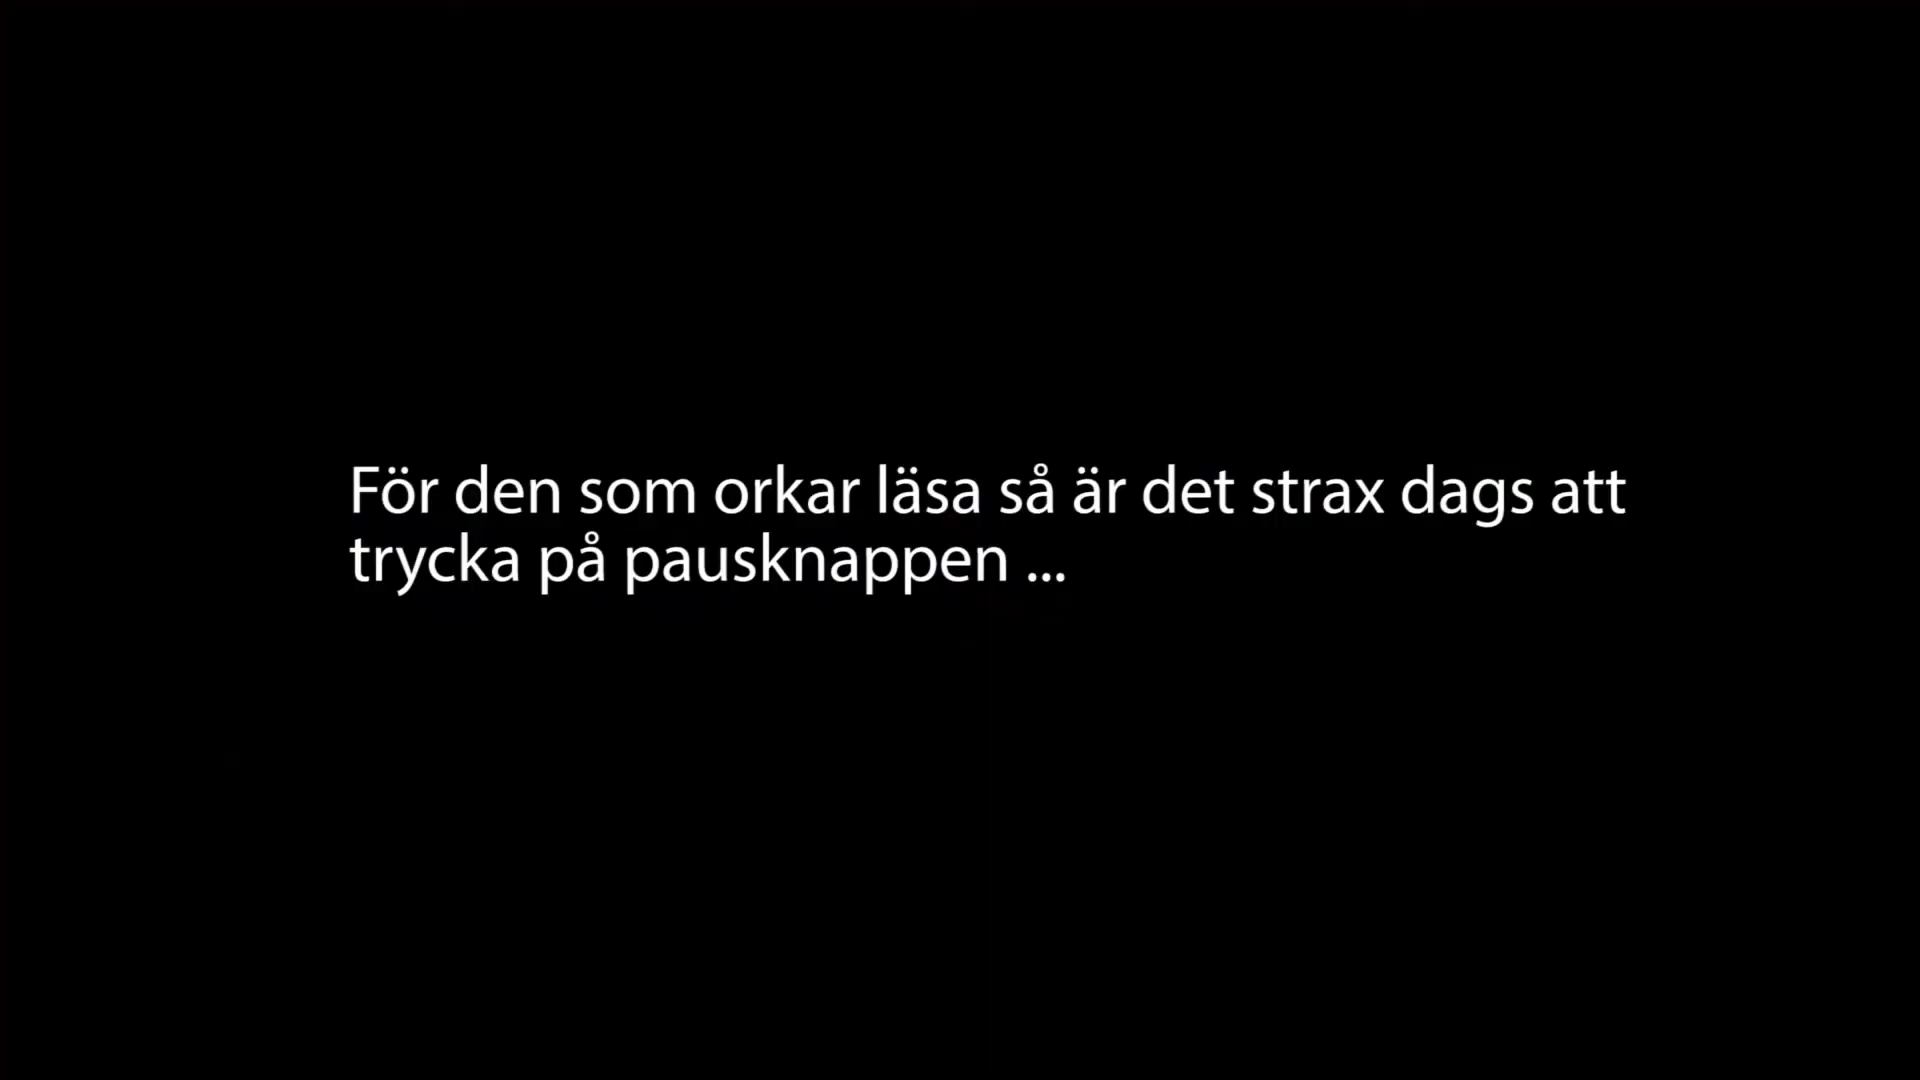 För den som orkar läsa så är det strax dags att
trycka på pausknappen ...